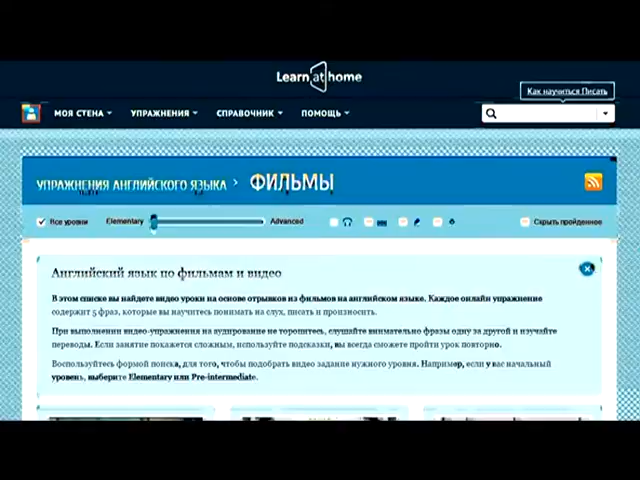 Learn at home
Как научиться Писать
МОЯ СТЕНА УПРАЖНЕНИЯ СПРАВОЧНИК ПОМОЩЬ
УПРАЖНЕНИЯ АНГЛИЙСКОГО ЯЗЫКА > ФИЛЬМЫ
Все уровни Elementary Advanced Скрыть пройденное
Английский язык по фильмам и видео
В этом списке вы найдете видео уроки на основе отрывков из фильмов на английском языке. Каждое онлайн упражнение
содержит 5 фраз, которые вы научитесь понимать на слух, писать и произносить.
При выполнении видео-упражнения на аудирование не торопитесь, слушайте внимательно фразы одну за другой и изучайте
переводы. Если занятие покажется сложным, используйте подсказки, вы всегда сможете пройти урок повторно.
Воспользуйтесь формой поиска, для того, чтобы подобрать видео задание нужного уровня. Например, если у вас начальный
уровень, выберите Elementary или Pre-intermediate.